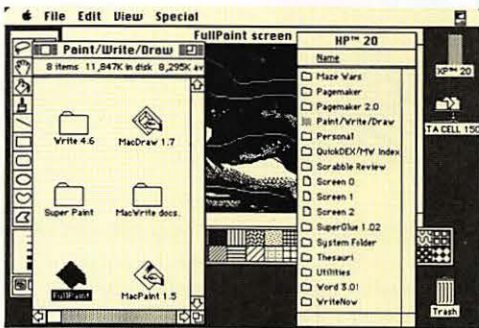 File Edit View Special
FullPaint screen
Paint/Write/Draw
8 items 11,847K in disk 8,295K av
Write 4.6
MacDraw 1.7
Super Paint
MacWrite docs.
FullPaint
MacPaint 1.5
XP™ 20
Name
Maze Wars
Pagemaker
Pagemaker 2.0
Paint/Write/Draw
Personal
QuickDEX/MW Index
Scrabble Review
Screen 0
Screen 1
Screen 2
SuperGlue 1.02
System Folder
Thesauri
Utilities
Word 3.01
WriteNow
XP™ 20
TA CELL 150
Trash